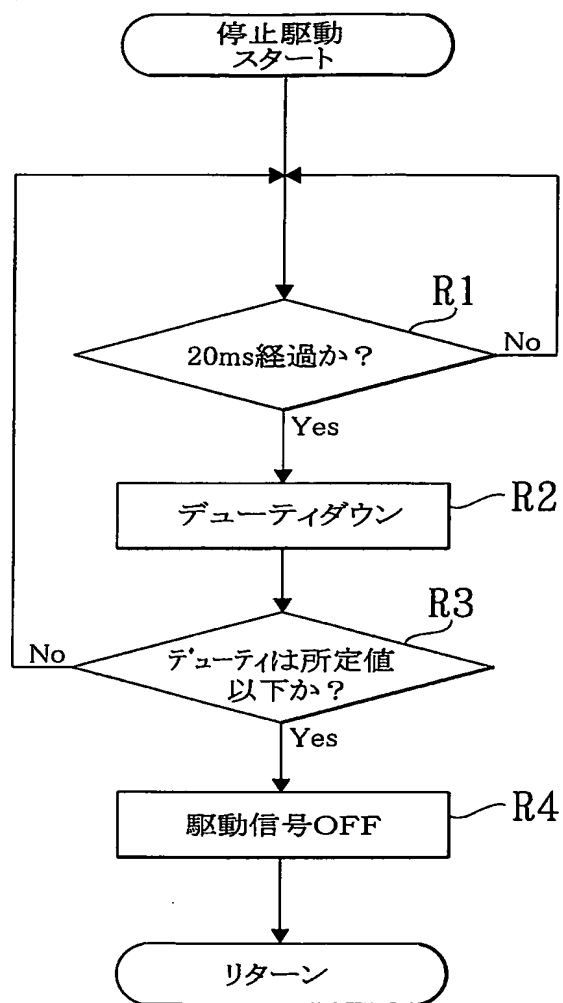 停止駆動
スタート
R1
20ms経過か？
No
Yes
デューティダウン
R2
R3
No
デューティは所定値
以下か？
Yes
駆動信号OFF
R4
リターン